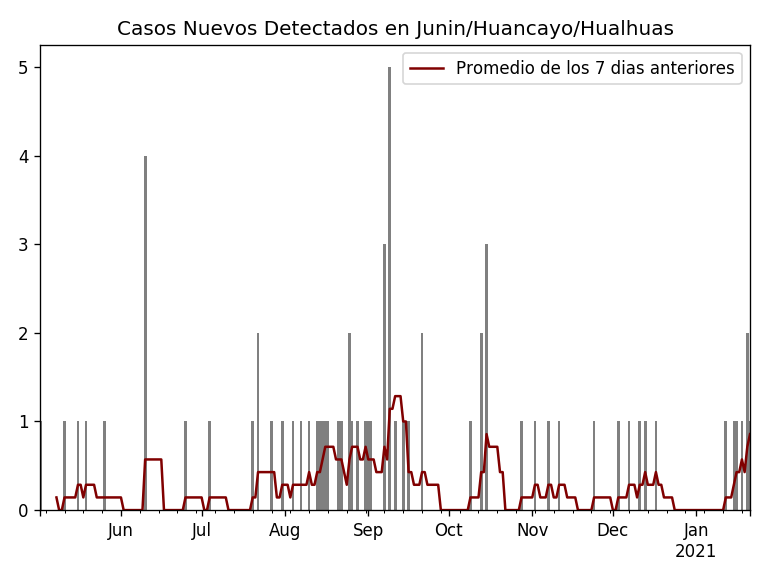 Casos Nuevos Detectados en Junin/Huancayo/Hualhuas
Promedio de los 7 dias anteriores
5
4
3
2
1
0
Jun Jul Aug Sep Oct Nov Dec Jan
2021